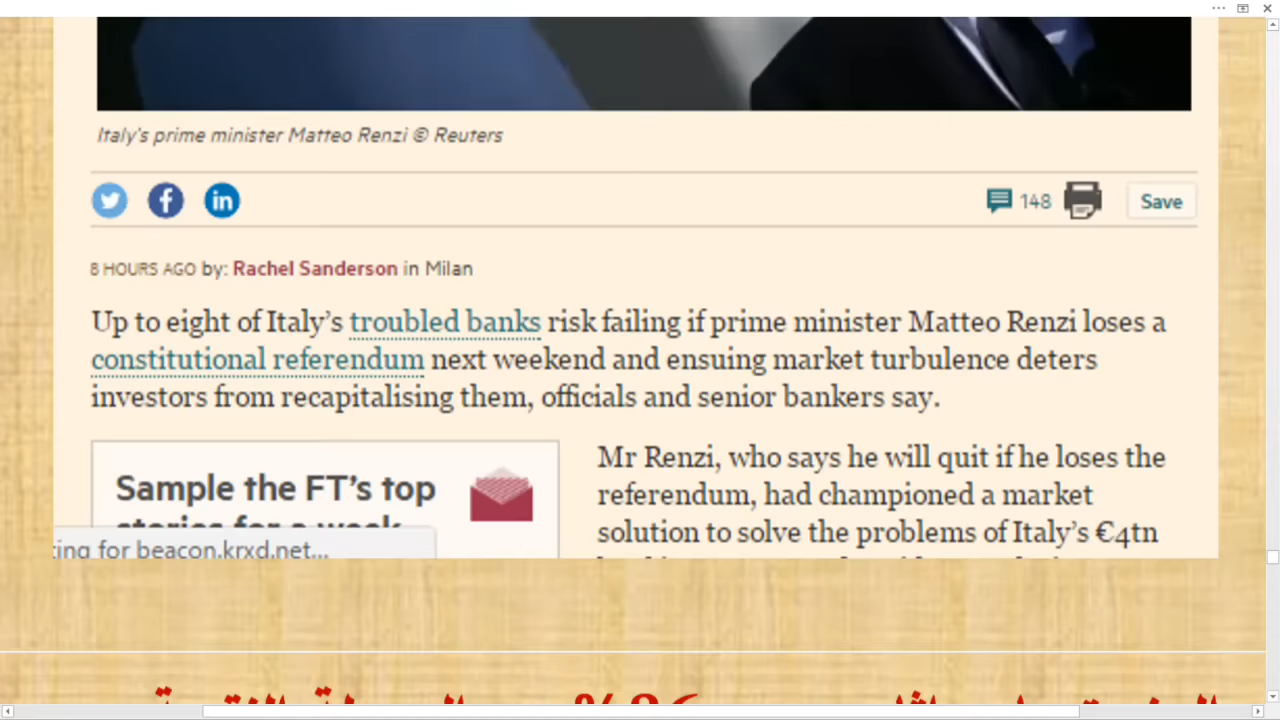 Italy's prime minister Matteo Renzi © Reuters
148
Save
8 HOURS AGO by: Rachel Sanderson in Milan
Up to eight of Italy's troubled banks risk failing if prime minister Matteo Renzi loses a
constitutional referendum next weekend and ensuing market turbulence deters
investors from recapitalising them, officials and senior bankers say.
Sample the FT's top
stories for a week
Mr Renzi, who says he will quit if he loses the
referendum, had championed a market
solution to solve the problems of Italy's €4tn
ting for beacon.krxd.net...